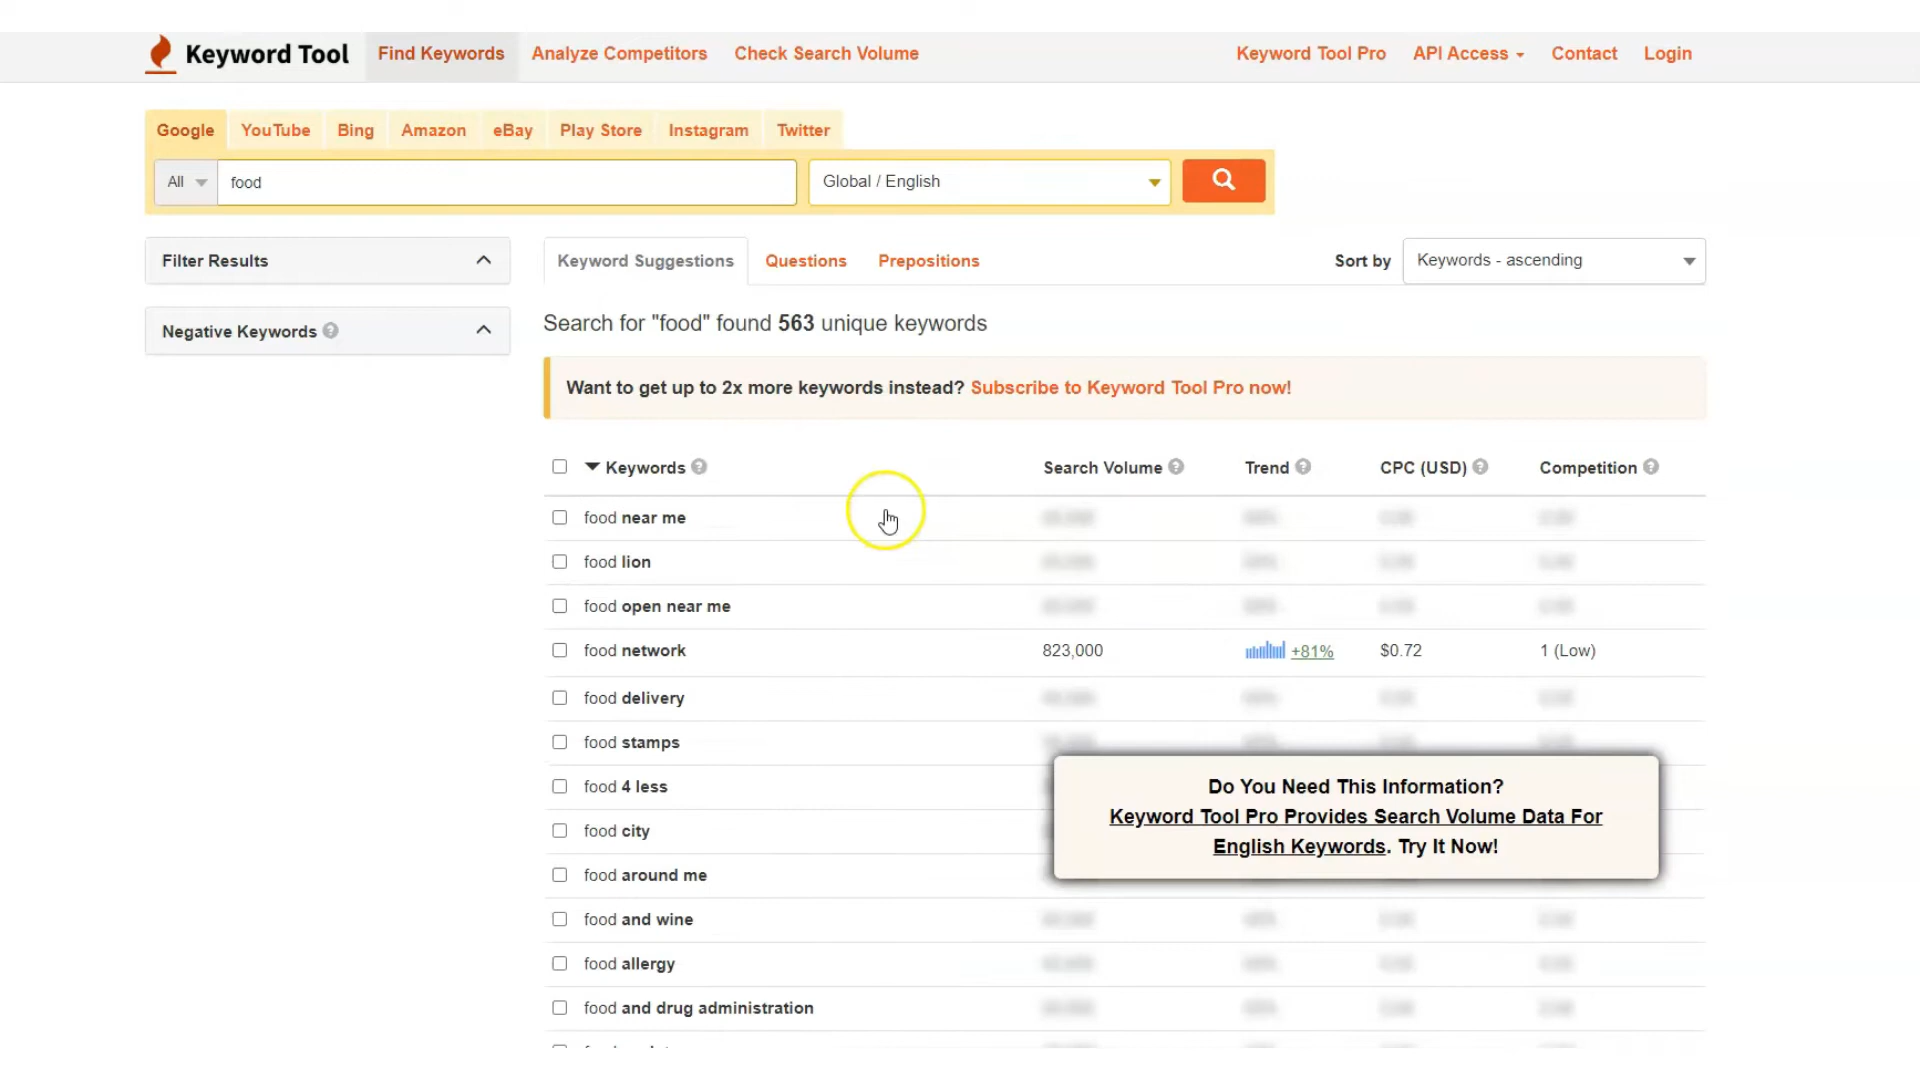 Keyword Tool Find Keywords Analyze Competitors Check Search Volume Keyword Tool Pro API Access Contact Login
Google YouTube Bing Amazon eBay Play Store Instagram Twitter
All food Global / English
Filter Results
Negative Keywords ?
Keyword Suggestions Questions Prepositions Sort by Keywords - ascending
Search for "food" found 563 unique keywords
Want to get up to 2x more keywords instead? Subscribe to Keyword Tool Pro now!
Keywords ? Search Volume ? Trend ? CPC (USD) ? Competition ?
food near me
food lion
food open near me
food network 823,000 +81% $0.72 1 (Low)
food delivery
food stamps
food 4 less
food city
food around me
food and wine
food allergy
food and drug administration
Do You Need This Information?
Keyword Tool Pro Provides Search Volume Data For
English Keywords. Try It Now!